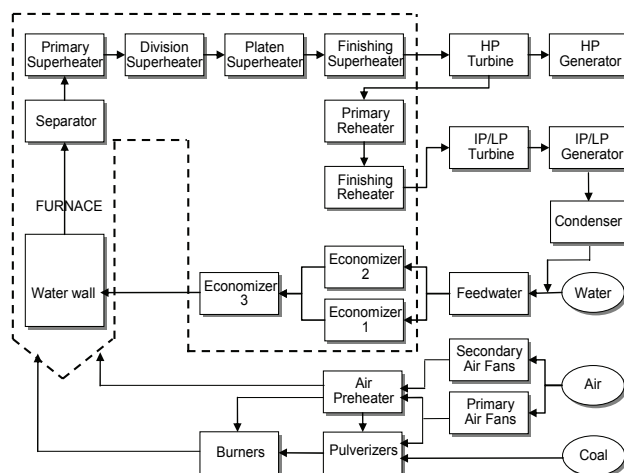 Primary
Superheater
Division
Superheater
Platen
Superheater
Finishing
Superheater
HP
Turbine
HP
Generator
Separator
Primary
Reheater
Finishing
Reheater
IP/LP
Turbine
IP/LP
Generator
Condenser
FURNACE
Water wall
Economizer
3
Economizer
2
Economizer
1
Feedwater
Water
Secondary
Air Fans
Air
Preheater
Primary
Air Fans
Air
Burners
Pulverizers
Coal